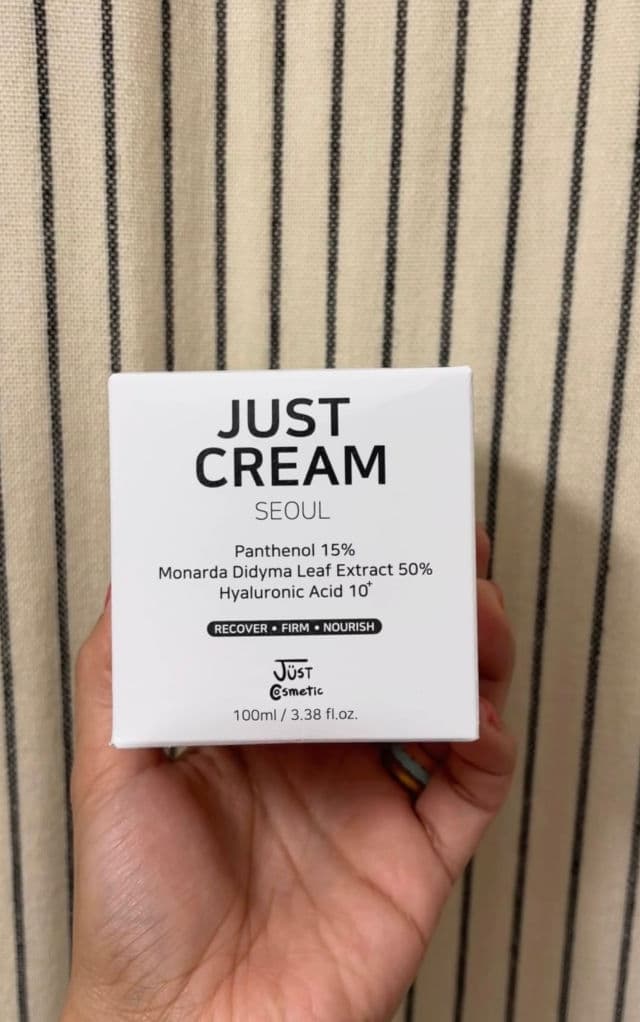 JUST
CREAM
SEOUL
Panthenol 15%
Monarda Didyma Leaf Extract 50%
Hyaluronic Acid 10⁺
RECOVER • FIRM • NOURISH
JÜST
Cosmetic
100ml / 3.38 fl.oz.